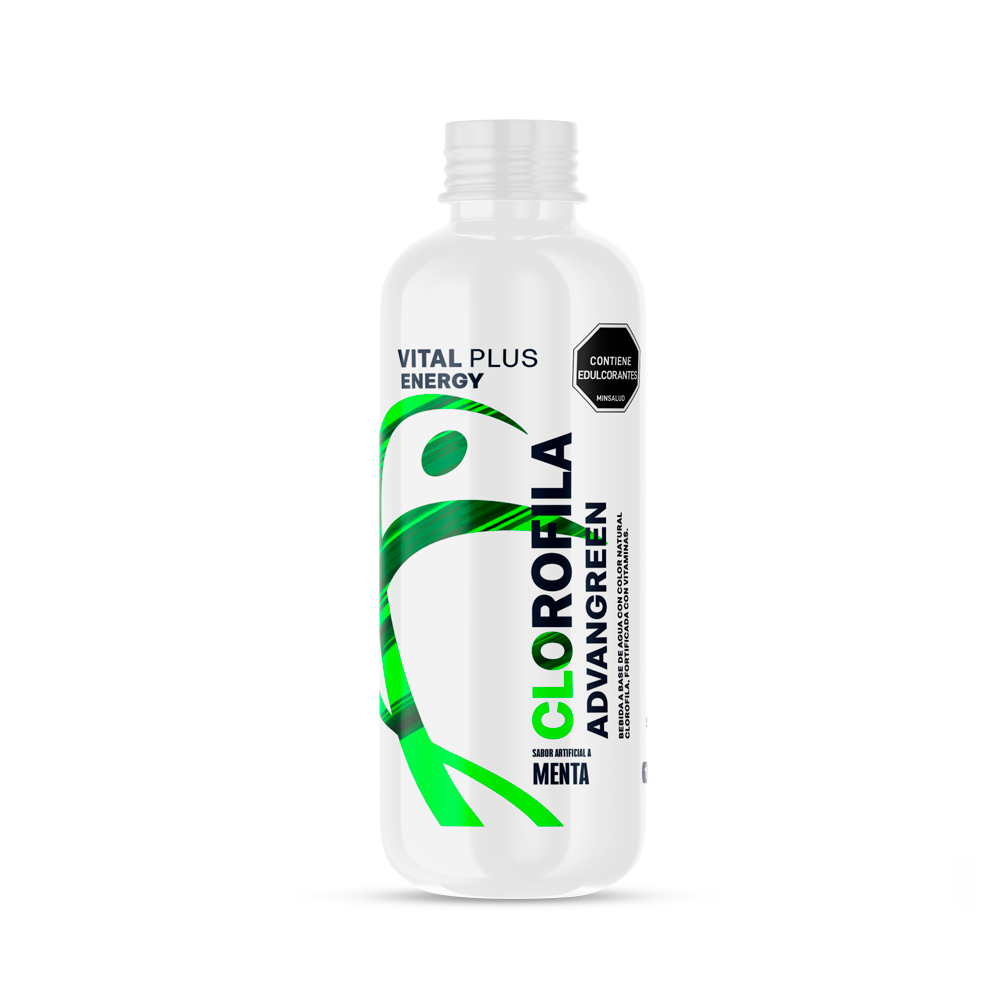 VITAL PLUS
ENERGY
CONTIENE
EDULCORANTES
MINSALUD
CLOROFILA
ADVANGREEN
BEBIDA A BASE DE AGUA CON COLOR NATURAL
CLOROFILA, FORTIFICADA CON VITAMINAS.
SABOR ARTIFICIAL A
MENTA